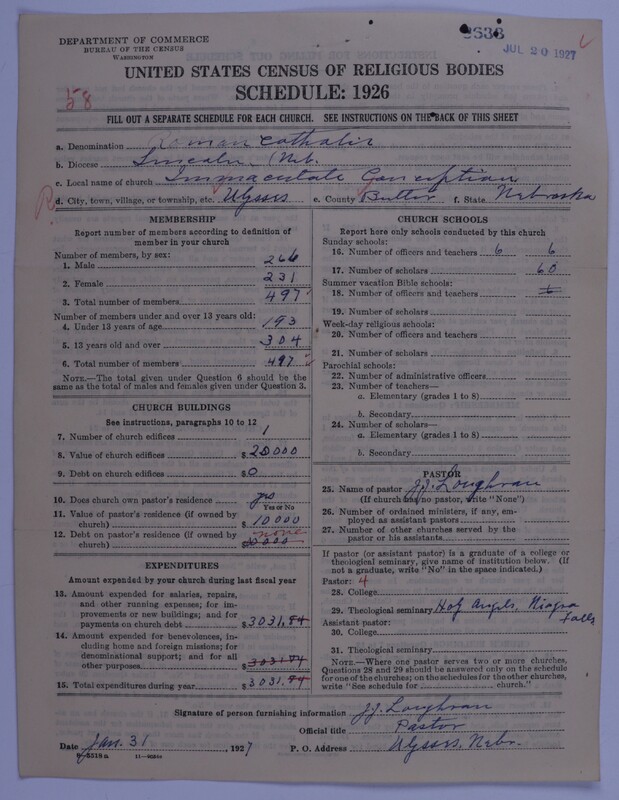 DEPARTMENT OF COMMERCE
BUREAU OF THE CENSUS
WASHINGTON
JUL 20 1927
UNITED STATES CENSUS OF RELIGIOUS BODIES
SCHEDULE: 1926
FILL OUT A SEPARATE SCHEDULE FOR EACH CHURCH. SEE INSTRUCTIONS ON THE BACK OF THIS SHEET
a. Denomination Roman Catholic
b. Diocese Lincoln, Neb.
c. Local name of church Immaculate Conception
d. City, town, village, or township, etc. Ulysses e. County Butler f. State Nebraska
MEMBERSHIP
Report number of members according to definition of
member in your church
Number of members, by sex:
1. Male 266
2. Female 231
3. Total number of members 497
Number of members under and over 13 years old:
4. Under 13 years of age 193
5. 13 years old and over 304
6. Total number of members 497
NOTE.—The total given under Question 6 should be the
same as the total of males and females given under Question 3.
CHURCH BUILDINGS
See instructions, paragraphs 10 to 12
7. Number of church edifices 1
8. Value of church edifices $ 20000
9. Debt on church edifices $ 0
10. Does church own pastor's residence yes
Yes or No
11. Value of pastor's residence (if owned by
church) $ 10000
12. Debt on pastor's residence (if owned by none
church) $
EXPENDITURES
Amount expended by your church during last fiscal year
13. Amount expended for salaries, repairs,
and other running expenses; for im-
provements or new buildings; and for
payments on church debt $ 3031.74
14. Amount expended for benevolences, in-
cluding home and foreign missions; for
denominational support; and for all
other purposes $ 3031 74
15. Total expenditures during year $ 3031.74
CHURCH SCHOOLS
Report here only schools conducted by this church
Sunday schools:
16. Number of officers and teachers 6 6
17. Number of scholars 60
Summer vacation Bible schools:
18. Number of officers and teachers 6
19. Number of scholars
Week-day religious schools:
20. Number of officers and teachers
21. Number of scholars
Parochial schools:
22. Number of administrative officers
23. Number of teachers—
a. Elementary (grades 1 to 8)
b. Secondary
24. Number of scholars—
a. Elementary (grades 1 to 8)
b. Secondary
PASTOR
25. Name of pastor J.J. Loughran
(If church has no pastor, write "None")
26. Number of ordained ministers, if any, em-
ployed as assistant pastors
27. Number of other churches served by the
pastor or his assistants
If pastor (or assistant pastor) is a graduate of a college or
theological seminary, give name of institution below. (If
not a graduate, write "No" in the space indicated.)
Pastor: 4
28. College
29. Theological seminary Holy Angels, Niagra
Falls
Assistant pastor:
30. College
31. Theological seminary
NOTE.—Where one pastor serves two or more churches,
Questions 28 and 29 should be answered only on the schedule
for one of the churches; on the schedules for the other churches,
write "See schedule for church."
Signature of person furnishing information J.J. Loughran
Official title Pastor
Date Jan. 31, 1927 P. O. Address Ulysses, Nebr.